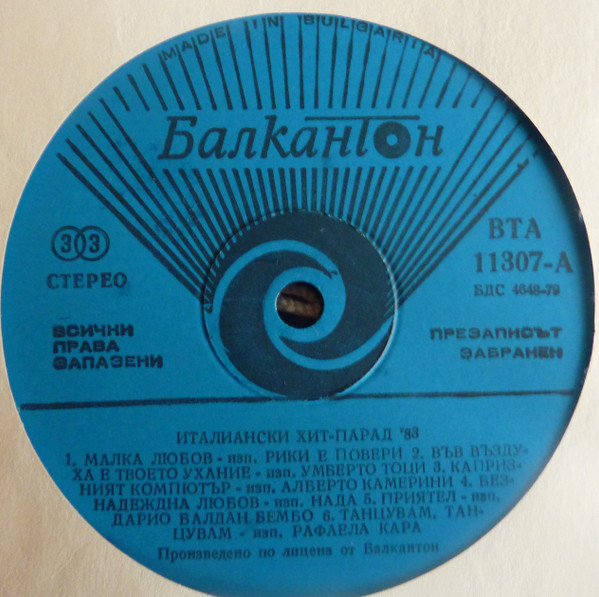 MADE IN BULGARIA
Балкантон
33
СТЕРЕО
ВТА
11307-А
БДС 4648-79
ВСИЧКИ
ПРАВА
ЗАПАЗЕНИ
ПРЕЗАПИСЪТ
ЗАБРАНЕН
ИТАЛИАНСКИ ХИТ-ПАРАД '83
1. МАЛКА ЛЮБОВ - изп. РИКИ Е ПОВЕРИ 2. ВЪВ ВЪЗДУ-
ХА Е ТВОЕТО УХАНИЕ - изп. УМБЕРТО ТОЦИ 3. КАПРИЗ-
НИЯТ КОМПЮТЪР - изп. АЛБЕРТО КАМЕРИНИ 4. БЕЗ-
НАДЕЖДНА ЛЮБОВ - изп. НАДА 5. ПРИЯТЕЛ - изп.
ДАРИО БАЛДАН БЕМБО 6. ТАНЦУВАМ, ТАН-
ЦУВАМ - изп. РАФАЕЛА КАРА
Произведено по лиценз от Балкантон